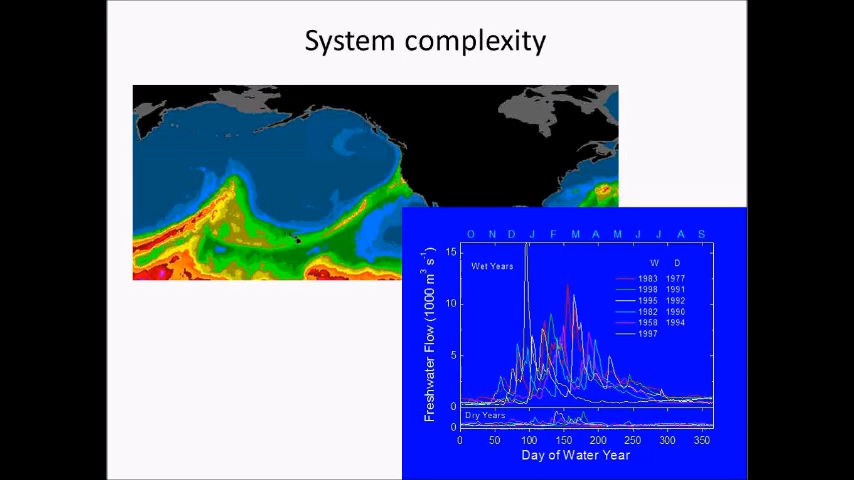 System complexity
O N D J F M A M J J A S
Freshwater Flow (1000 m³ s⁻¹)
15
10
5
0
Wet Years
W D
1983 1977
1998 1991
1995 1992
1982 1990
1958 1994
1997
Dry Years
0
0 50 100 150 200 250 300 350
Day of Water Year